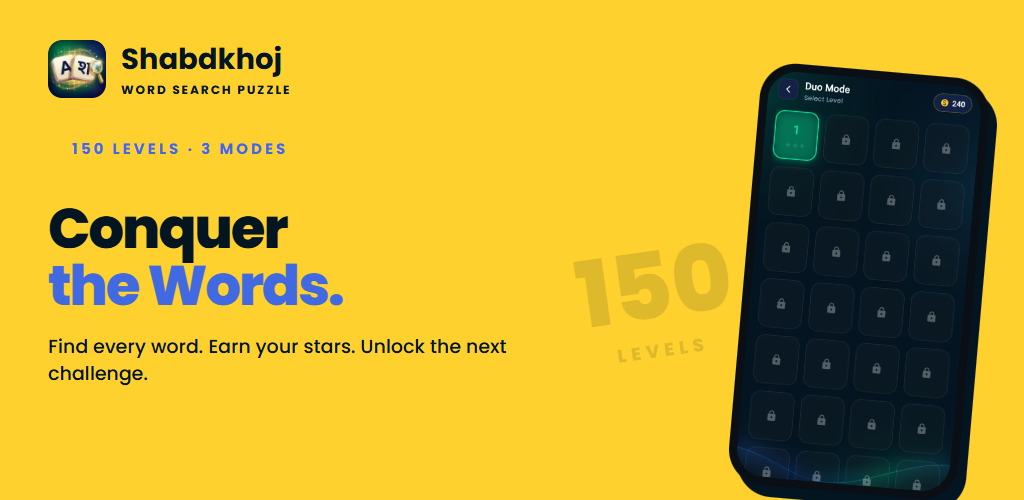 Shabdkhoj
WORD SEARCH PUZZLE
150 LEVELS · 3 MODES
Conquer
the Words.
Find every word. Earn your stars. Unlock the next
challenge.
150
LEVELS
Duo Mode
Select Level
240
1